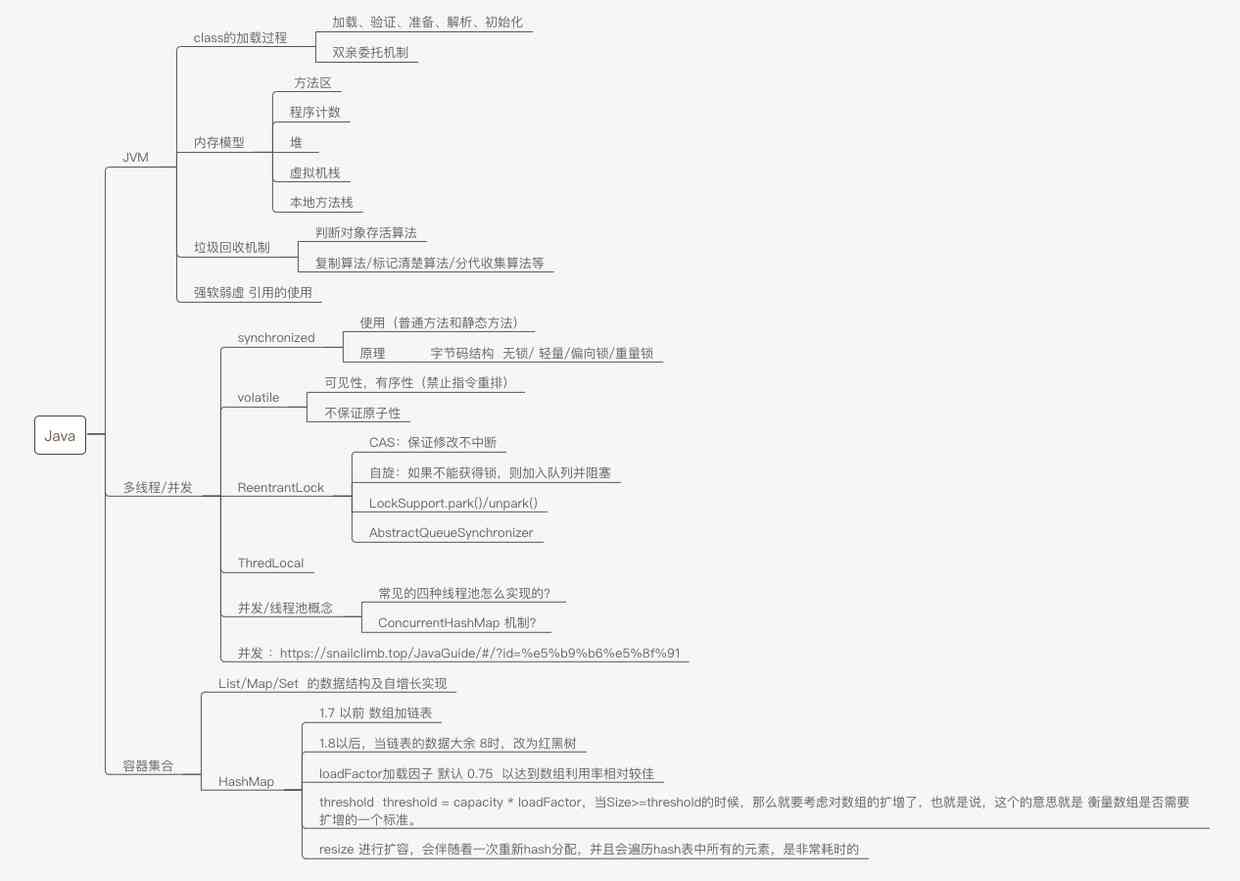 Java
JVM
class的加载过程
加载、验证、准备、解析、初始化
双亲委托机制
内存模型
方法区
程序计数
堆
虚拟机栈
本地方法栈
垃圾回收机制
判断对象存活算法
复制算法/标记清楚算法/分代收集算法等
强软弱虚 引用的使用
多线程/并发
synchronized
使用（普通方法和静态方法）
原理 字节码结构 无锁/ 轻量/偏向锁/重量锁
volatile
可见性，有序性（禁止指令重排）
不保证原子性
ReentrantLock
CAS：保证修改不中断
自旋：如果不能获得锁，则加入队列并阻塞
LockSupport.park()/unpark()
AbstractQueueSynchronizer
ThredLocal
并发/线程池概念
常见的四种线程池怎么实现的?
ConcurrentHashMap 机制?
并发 ：https://snailclimb.top/JavaGuide/#/?id=%e5%b9%b6%e5%8f%91
容器集合
List/Map/Set 的数据结构及自增长实现
HashMap
1.7 以前 数组加链表
1.8以后，当链表的数据大余 8时，改为红黑树
loadFactor加载因子 默认 0.75 以达到数组利用率相对较佳
threshold threshold = capacity * loadFactor，当Size>=threshold的时候，那么就要考虑对数组的扩增了，也就是说，这个的意思就是 衡量数组是否需要
扩增的一个标准。
resize 进行扩容，会伴随着一次重新hash分配，并且会遍历hash表中所有的元素，是非常耗时的